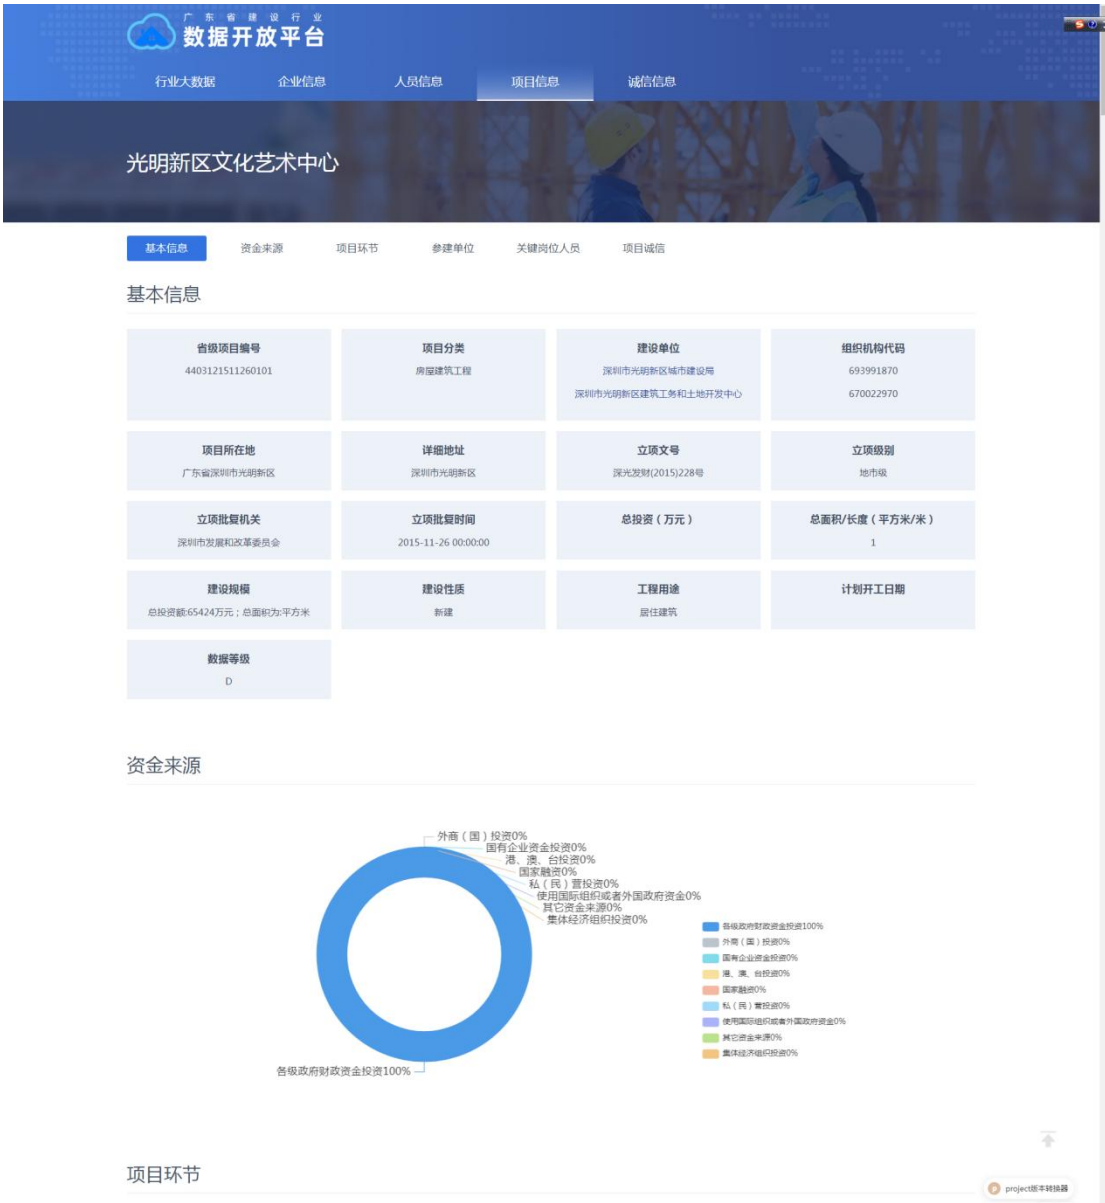 广东省建设行业
数据开放平台
行业大数据 企业信息 人员信息 项目信息 诚信信息
光明新区文化艺术中心
基本信息 资金来源 项目环节 参建单位 关键岗位人员 项目诚信
基本信息
省级项目编号 项目分类 建设单位 组织机构代码
4403121511260101 房屋建筑工程 深圳市光明新区城市建设局 693991870
深圳市光明新区建筑工务和土地开发中心 670022970
项目所在地 详细地址 立项文号 立项级别
广东省深圳市光明新区 深圳市光明新区 深光发财(2015)228号 地市级
立项批复机关 立项批复时间 总投资（万元） 总面积/长度（平方米/米）
深圳市发展和改革委员会 2015-11-26 00:00:00 1
建设规模 建设性质 工程用途 计划开工日期
总投资额:65424万元；总面积为:平方米 新建 居住建筑
数据等级
D
资金来源
外商（国）投资0%
国有企业资金投资0%
港、澳、台投资0%
国家融资0%
私（民）营投资0%
使用国际组织或者外国政府资金0%
其它资金来源0%
集体经济组织投资0%
各级政府财政资金投资100%
外商（国）投资0%
国有企业资金投资0%
港、澳、台投资0%
国家融资0%
私（民）营投资0%
使用国际组织或者外国政府资金0%
其它资金来源0%
集体经济组织投资0%
各级政府财政资金投资100%
项目环节
project版本转换器